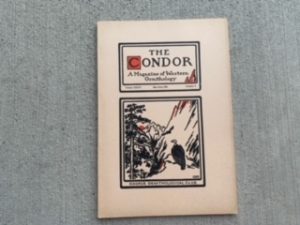 THE
CONDOR
A Magazine of Western
Ornithology
COOPER ORNITHOLOGICAL CLUB